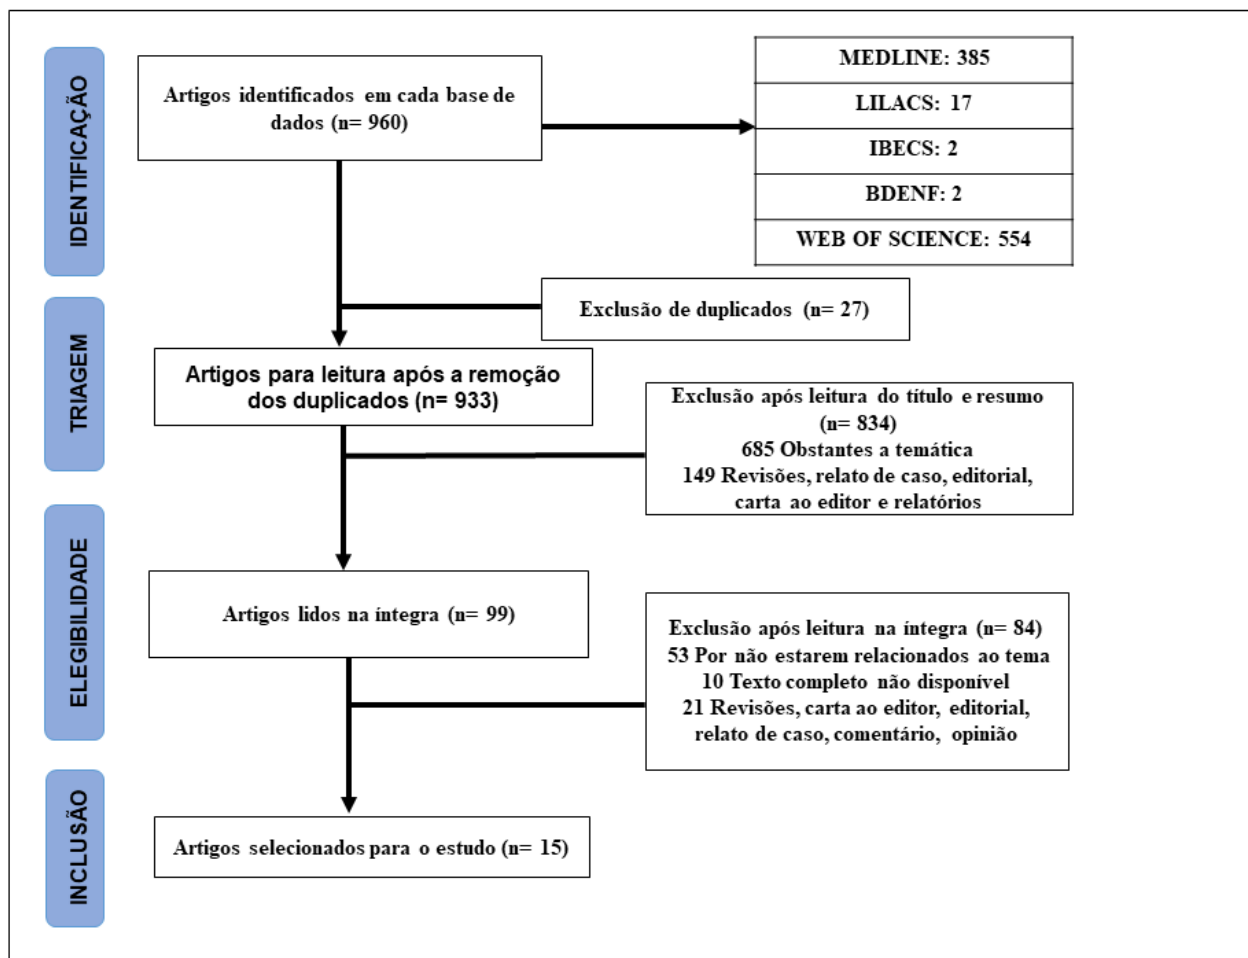 IDENTIFICAÇÃO
Artigos identificados em cada base de
dados (n= 960)
MEDLINE: 385
LILACS: 17
IBECS: 2
BDENF: 2
WEB OF SCIENCE: 554
Exclusão de duplicados (n= 27)
TRIAGEM
Artigos para leitura após a remoção
dos duplicados (n= 933)
Exclusão após leitura do título e resumo
(n= 834)
685 Obstantes a temática
149 Revisões, relato de caso, editorial,
carta ao editor e relatórios
ELEGIBILIDADE
Artigos lidos na íntegra (n= 99)
Exclusão após leitura na íntegra (n= 84)
53 Por não estarem relacionados ao tema
10 Texto completo não disponível
21 Revisões, carta ao editor, editorial,
relato de caso, comentário, opinião
INCLUSÃO
Artigos selecionados para o estudo (n= 15)